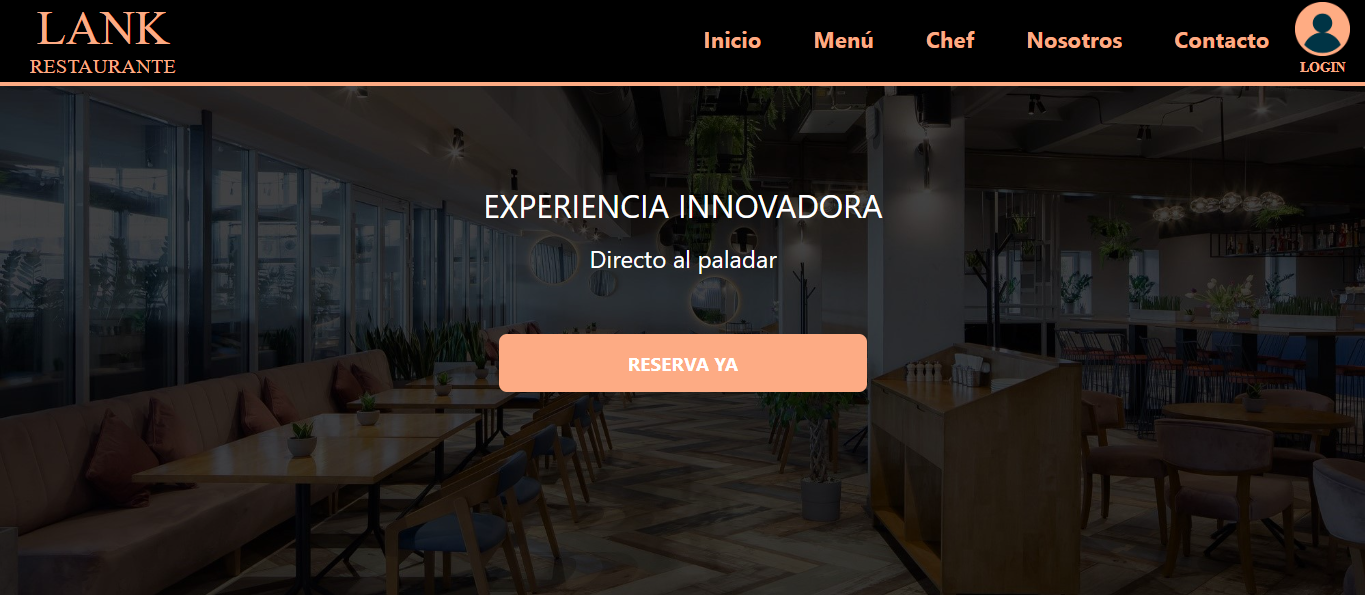 LANK
RESTAURANTE
Inicio Menú Chef Nosotros Contacto
LOGIN
EXPERIENCIA INNOVADORA
Directo al paladar
RESERVA YA